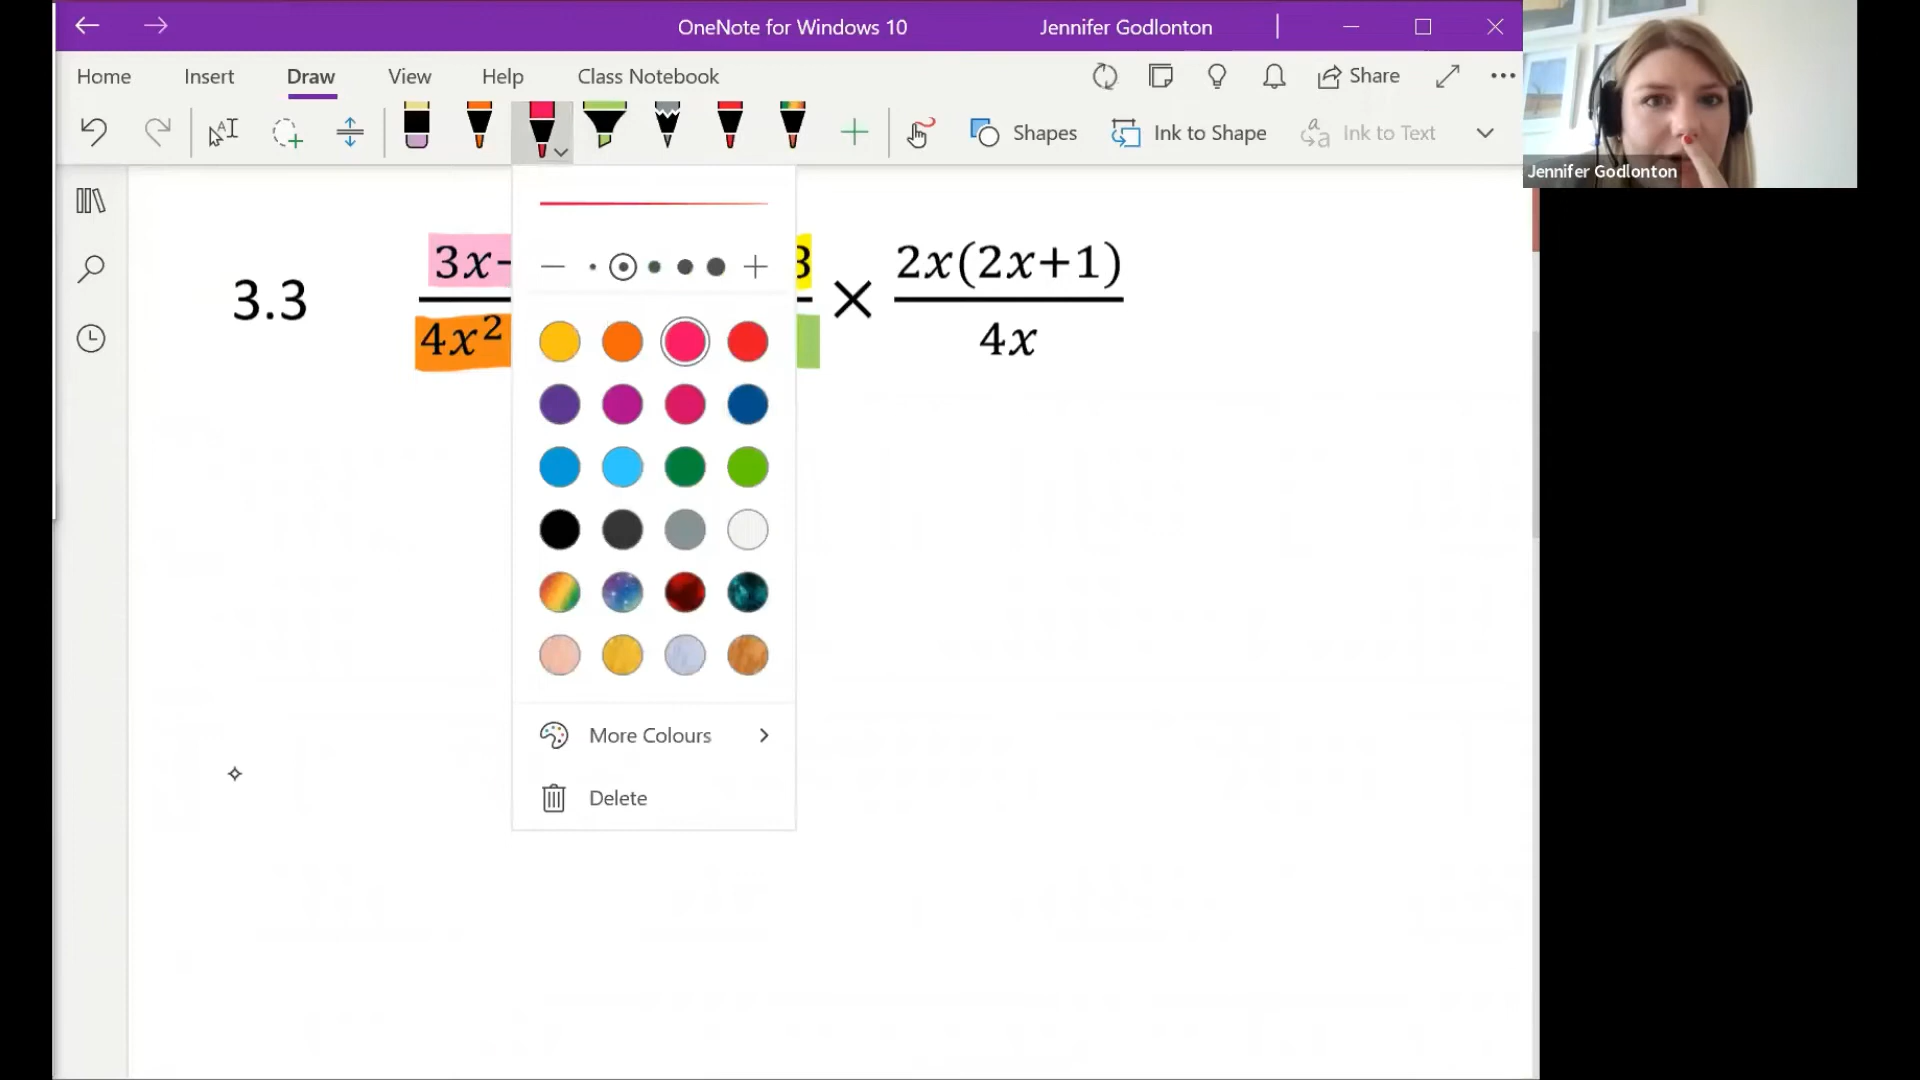 OneNote for Windows 10
Jennifer Godlonton
Home Insert Draw View Help Class Notebook
Share
Shapes Ink to Shape Ink to Text
Jennifer Godlonton
3x- 3 2x(2x+1)
3.3 ×
4x² 4x
More Colours
Delete